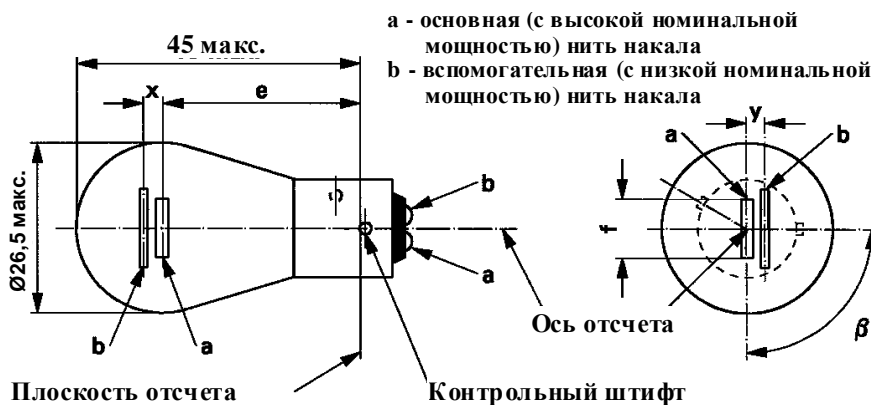 a - основная (с высокой номинальной
мощностью) нить накала
b - вспомогательная (с низкой номинальной
мощностью) нить накала
45 макс.
x
e
y
a
b
Ø26,5 макс.
b
a
f
b
a
Ось отсчета
β
Плоскость отсчета
Контрольный штифт